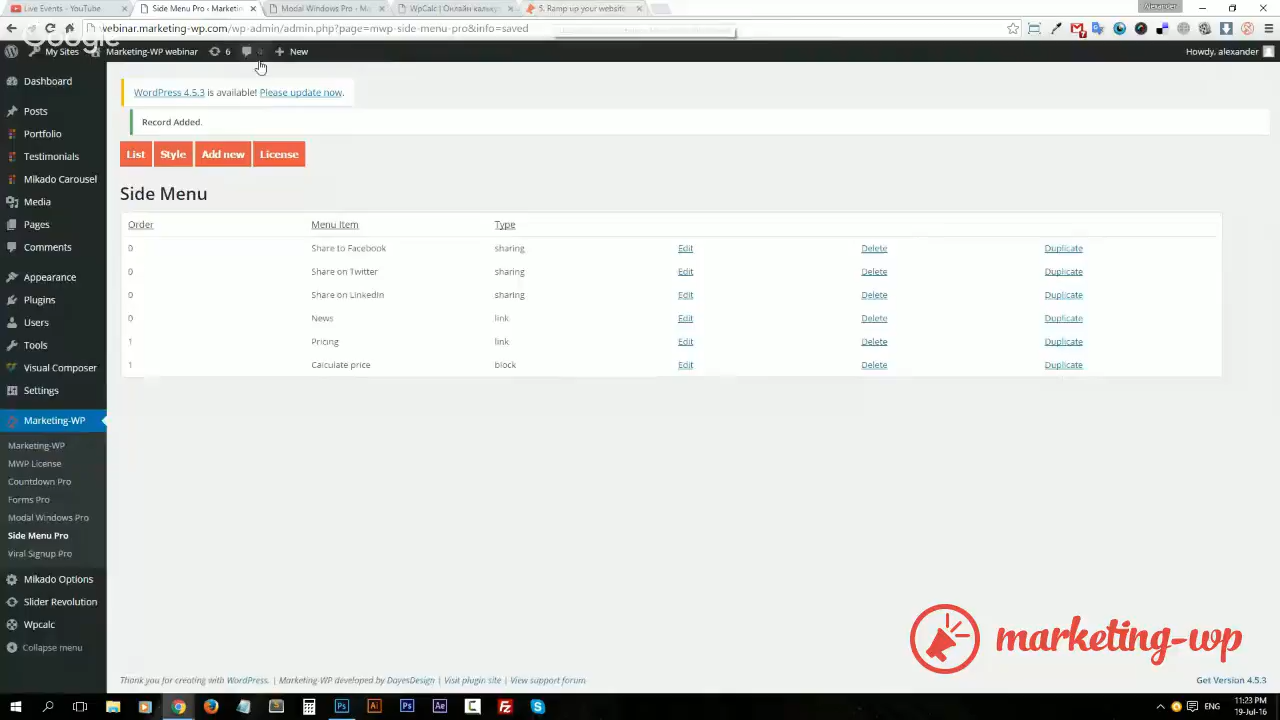 Live Events - YouTube
Side Menu Pro ‹ Marketi
Modal Windows Pro ‹ Ma
WpCalc | Онлайн калькул
5. Ramp up your website
Alexander
webinar.marketing-wp.com/wp-admin/admin.php?page=mwp-side-menu-pro&info=saved
Google
My Sites
Marketing-WP webinar
6
New
Howdy, alexander
Dashboard
Posts
Portfolio
Testimonials
Mikado Carousel
Media
Pages
Comments
Appearance
Plugins
Users
Tools
Visual Composer
Settings
Marketing-WP
Marketing-WP
MWP License
Countdown Pro
Forms Pro
Modal Windows Pro
Side Menu Pro
Viral Signup Pro
Mikado Options
Slider Revolution
Wpcalc
Collapse menu
WordPress 4.5.3 is available! Please update now.
Record Added.
List Style Add new License
Side Menu
Order Menu Item Type
0 Share to Facebook sharing Edit Delete Duplicate
0 Share on Twitter sharing Edit Delete Duplicate
0 Share on LinkedIn sharing Edit Delete Duplicate
0 News link Edit Delete Duplicate
1 Pricing link Edit Delete Duplicate
1 Calculate price block Edit Delete Duplicate
marketing-wp
Thank you for creating with WordPress. | Marketing-WP developed by DayesDesign | Visit plugin site | View support forum
Get Version 4.5.3
ENG
11:23 PM
19-Jul-16